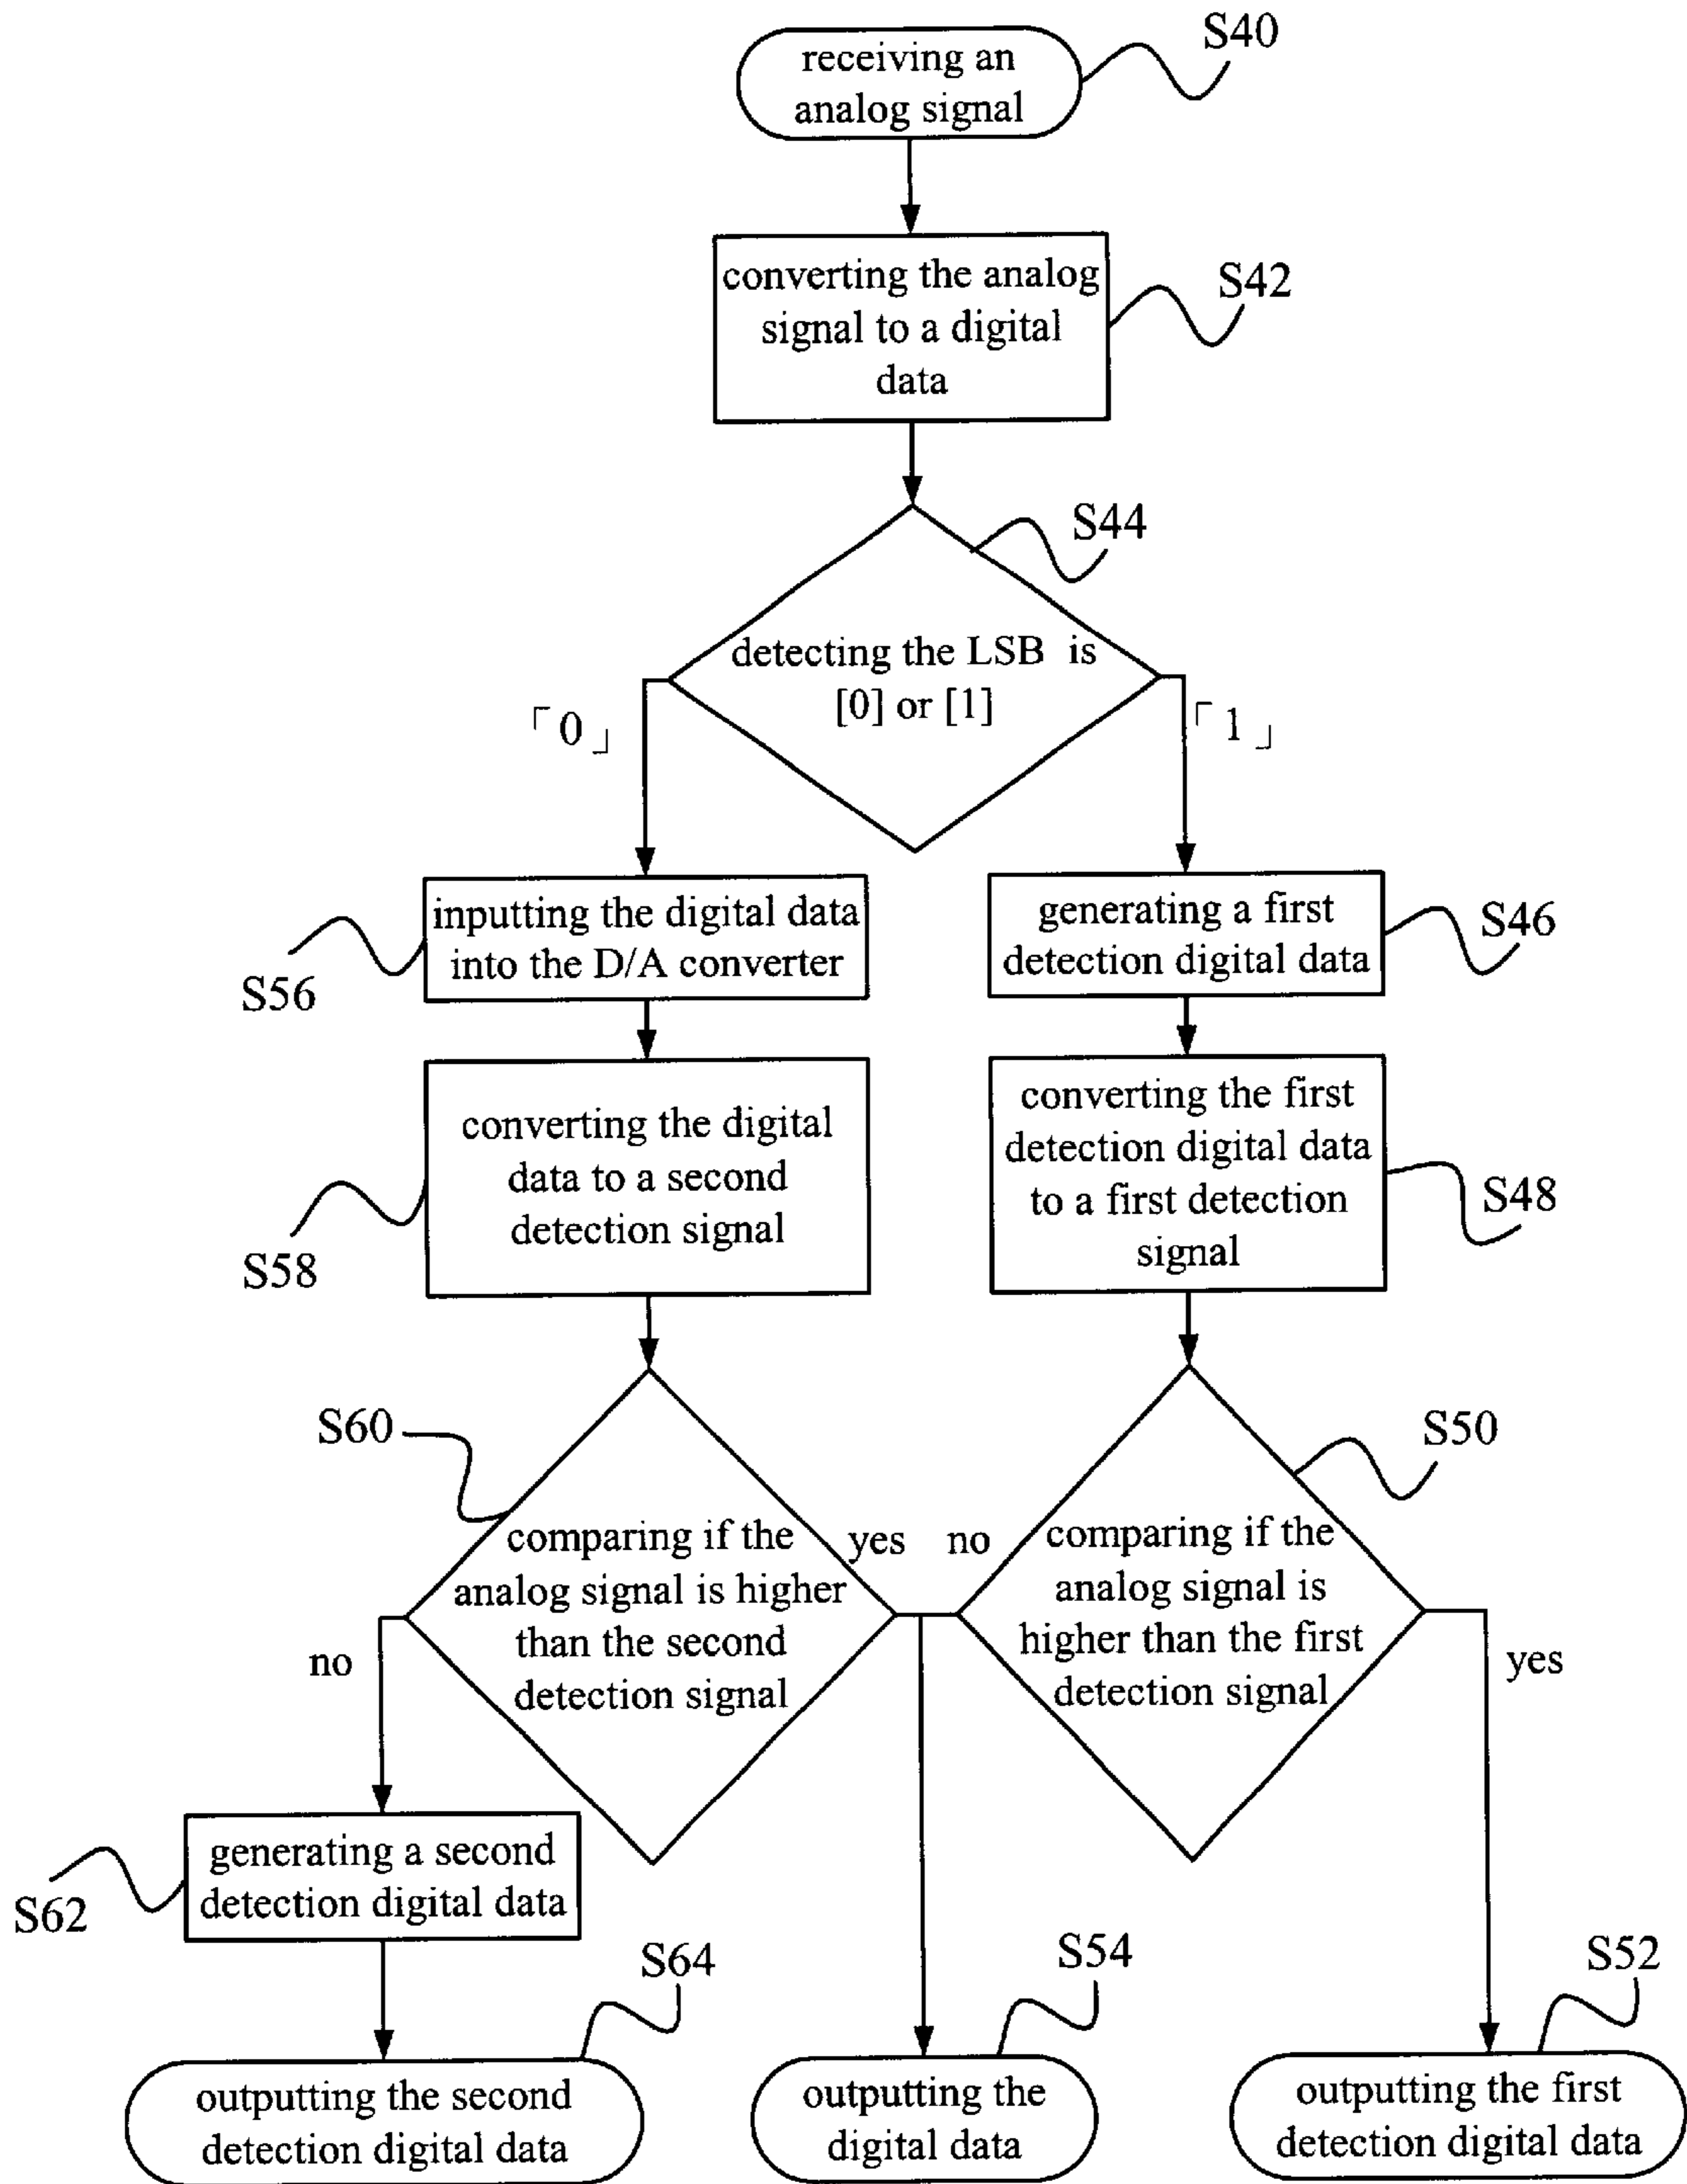 S40
receiving an
analog signal
S42
converting the analog
signal to a digital
data
S44
detecting the LSB is
[0] or [1]
「0」
「1」
inputting the digital data
into the D/A converter
S56
generating a first
detection digital data
S46
converting the digital
data to a second
detection signal
S58
converting the first
detection digital data
to a first detection
signal
S48
S60
comparing if the
analog signal is higher
than the second
detection signal
yes
no
no
S50
comparing if the
analog signal is
higher than the first
detection signal
yes
generating a second
detection digital data
S62
S64
outputting the second
detection digital data
S54
outputting the
digital data
S52
outputting the first
detection digital data